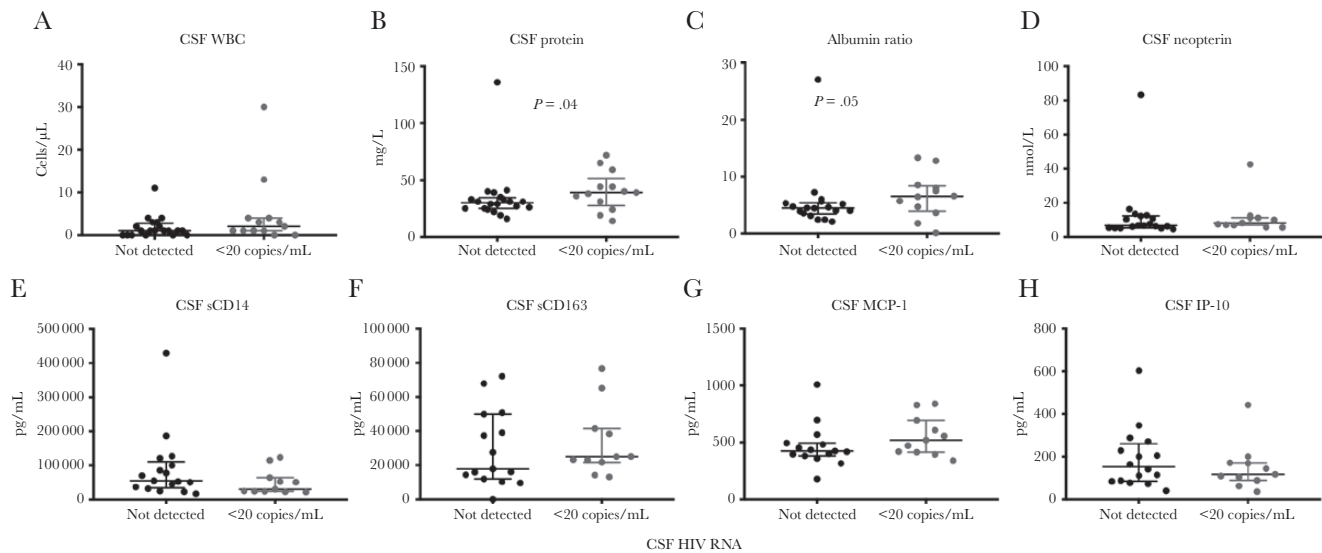 A
CSF WBC
Cells/µL
40
30
20
10
0
Not detected
<20 copies/mL
B
CSF protein
mg/L
150
100
50
0
P = .04
Not detected
<20 copies/mL
C
Albumin ratio
30
20
10
0
P = .05
Not detected
<20 copies/mL
D
CSF neopterin
nmol/L
100
80
60
40
20
0
Not detected
<20 copies/mL
E
CSF sCD14
pg/mL
500 000
400 000
300 000
200 000
100 000
0
Not detected
<20 copies/mL
F
CSF sCD163
pg/mL
100 000
80 000
60 000
40 000
20 000
0
Not detected
<20 copies/mL
G
CSF MCP-1
pg/mL
1500
1000
500
0
Not detected
<20 copies/mL
H
CSF IP-10
pg/mL
800
600
400
200
0
Not detected
<20 copies/mL
CSF HIV RNA